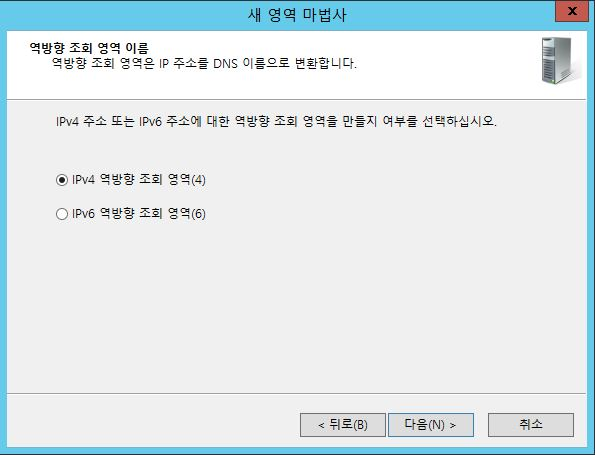 새 영역 마법사
x
역방향 조회 영역 이름
역방향 조회 영역은 IP 주소를 DNS 이름으로 변환합니다.
IPv4 주소 또는 IPv6 주소에 대한 역방향 조회 영역을 만들지 여부를 선택하십시오.
IPv4 역방향 조회 영역(4)
IPv6 역방향 조회 영역(6)
< 뒤로(B)
다음(N) >
취소